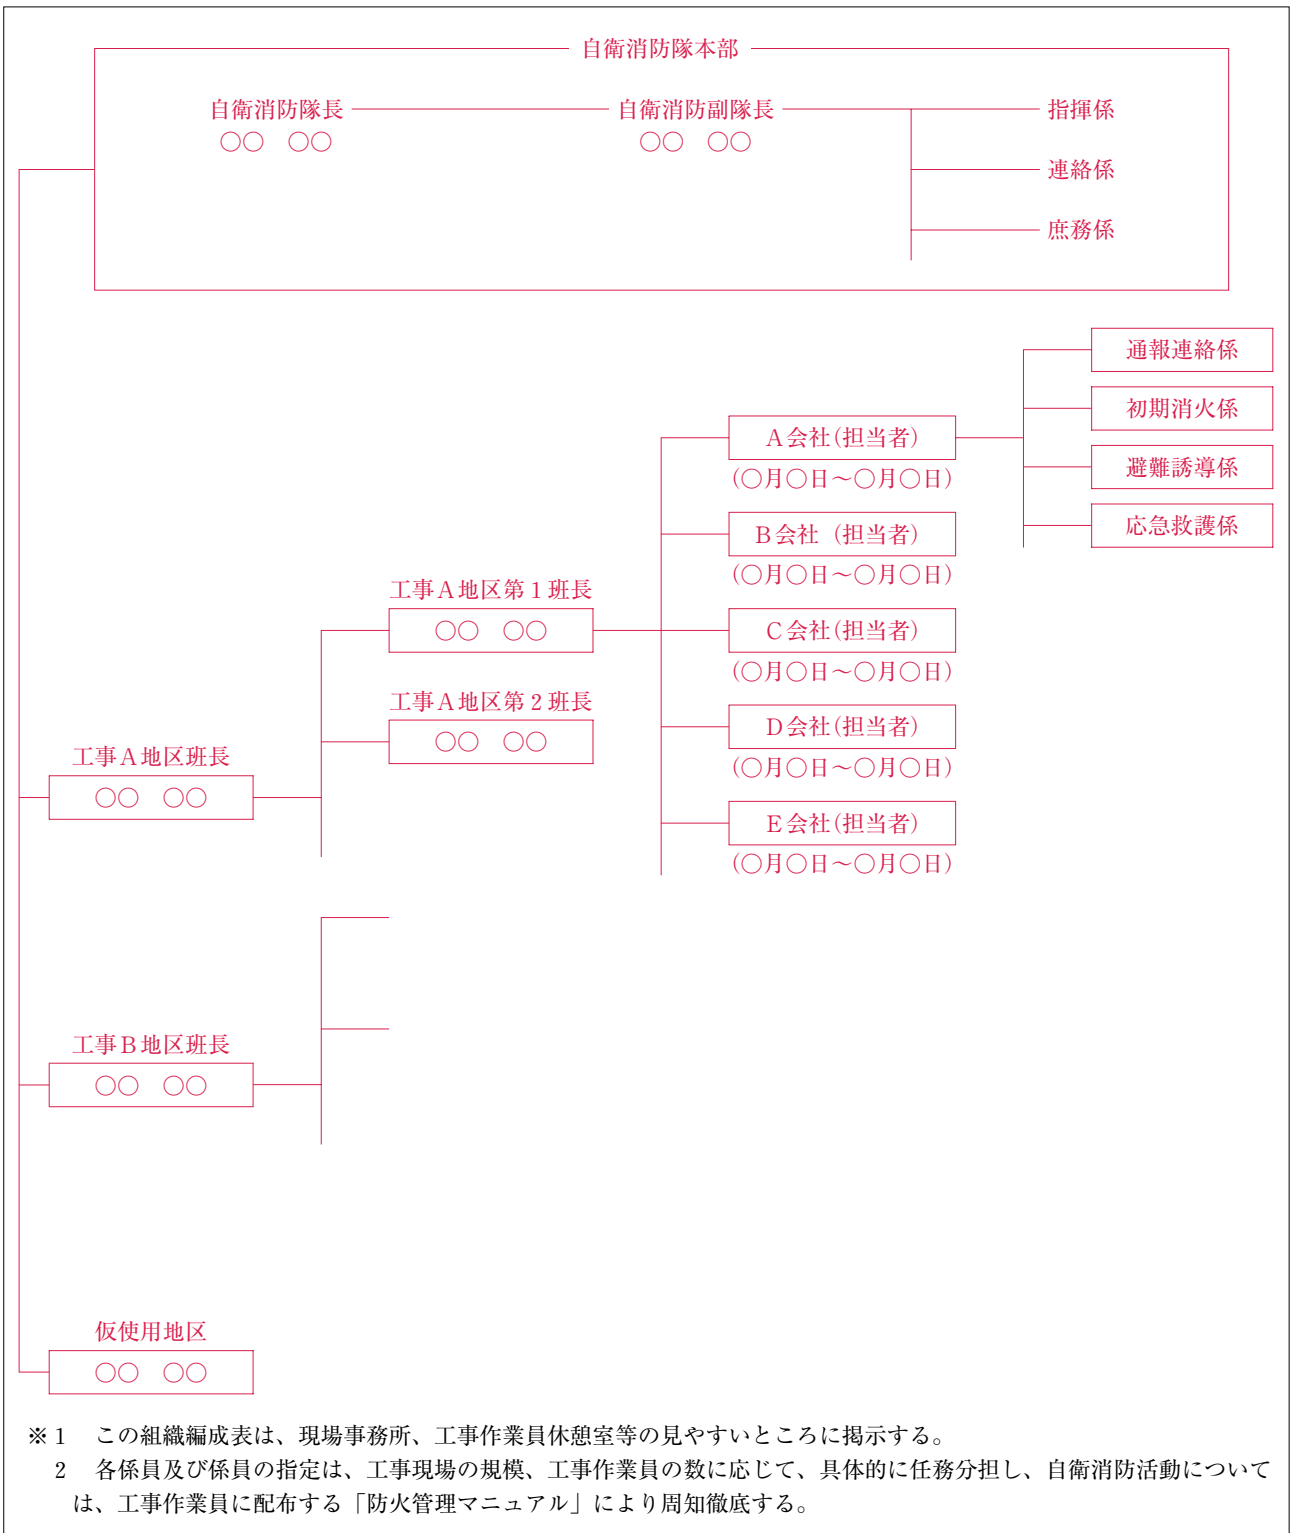 自衛消防隊本部
自衛消防隊長
○○　○○
自衛消防副隊長
○○　○○
指揮係
連絡係
庶務係
通報連絡係
初期消火係
避難誘導係
応急救護係
A会社(担当者)
(○月○日〜○月○日)
B会社 (担当者)
(○月○日〜○月○日)
C会社(担当者)
(○月○日〜○月○日)
D会社(担当者)
(○月○日〜○月○日)
E会社(担当者)
(○月○日〜○月○日)
工事A地区第1班長
○○　○○
工事A地区第2班長
○○　○○
工事A地区班長
○○　○○
工事B地区班長
○○　○○
仮使用地区
○○　○○
※1　この組織編成表は、現場事務所、工事作業員休憩室等の見やすいところに掲示する。
2　各係員及び係員の指定は、工事現場の規模、工事作業員の数に応じて、具体的に任務分担し、自衛消防活動について
は、工事作業員に配布する「防火管理マニュアル」により周知徹底する。